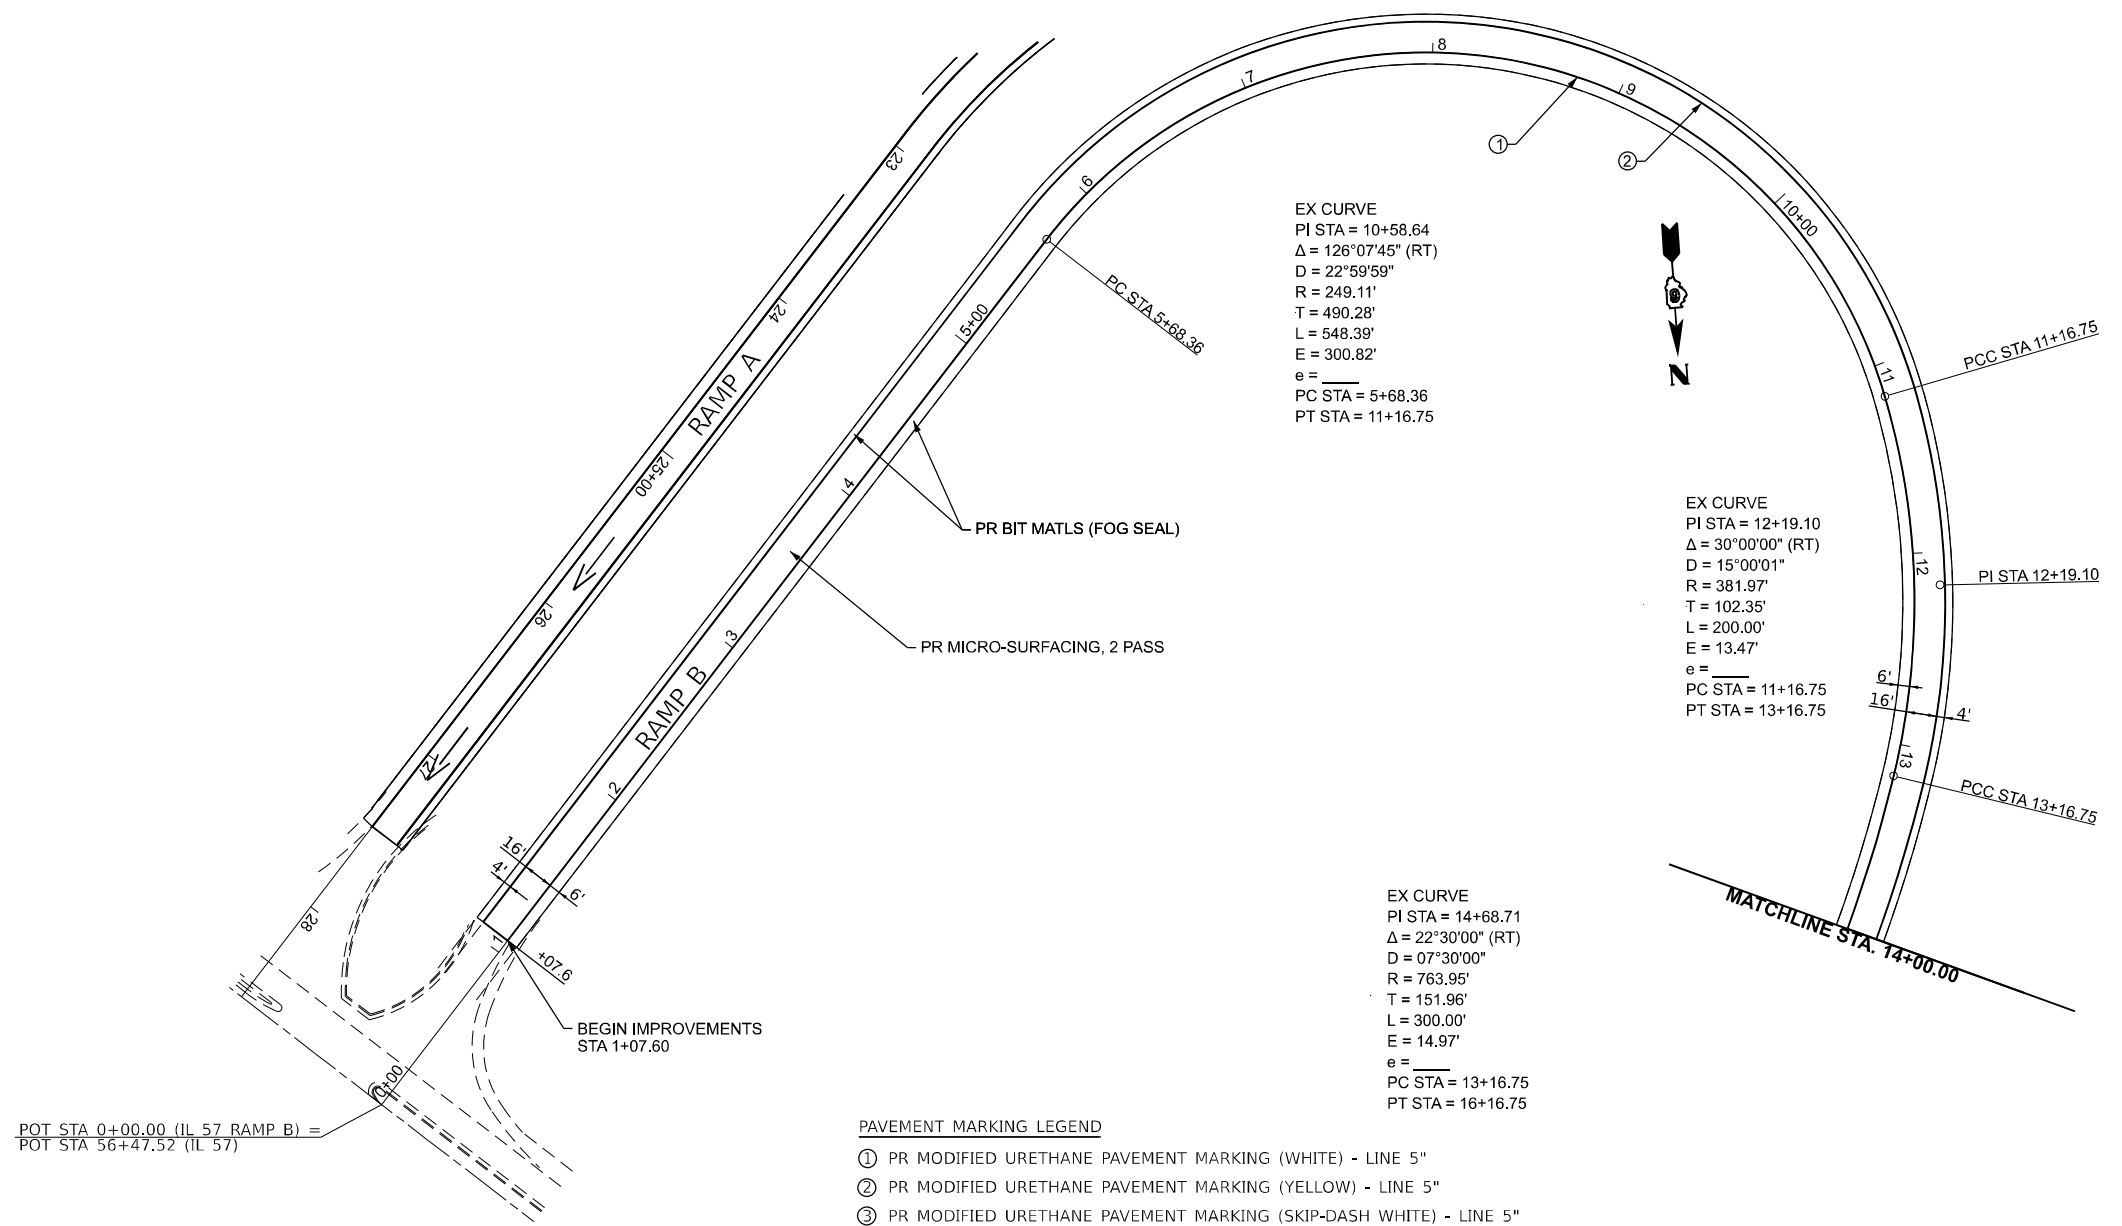 8
7
9
6
10+00
11
12
13
5+00
4
3
2
1
0+00
23
24
25+00
26
27
28
RAMP A
RAMP B
1
2
EX CURVE
PI STA = 10+58.64
Δ = 126°07'45" (RT)
D = 22°59'59"
R = 249.11'
T = 490.28'
L = 548.39'
E = 300.82'
e = ____
PC STA = 5+68.36
PT STA = 11+16.75
9
N
PC STA 5+68.36
PCC STA 11+16.75
EX CURVE
PI STA = 12+19.10
Δ = 30°00'00" (RT)
D = 15°00'01"
R = 381.97'
T = 102.35'
L = 200.00'
E = 13.47'
e = ____
PC STA = 11+16.75
PT STA = 13+16.75
PI STA 12+19.10
6'
16'
4'
PCC STA 13+16.75
PR BIT MATLS (FOG SEAL)
PR MICRO-SURFACING, 2 PASS
16'
4'
6'
+07.6
BEGIN IMPROVEMENTS
STA 1+07.60
EX CURVE
PI STA = 14+68.71
Δ = 22°30'00" (RT)
D = 07°30'00"
R = 763.95'
T = 151.96'
L = 300.00'
E = 14.97'
e = ____
PC STA = 13+16.75
PT STA = 16+16.75
MATCHLINE STA. 14+00.00
POT STA 0+00.00 (IL 57 RAMP B) =
POT STA 56+47.52 (IL 57)
PAVEMENT MARKING LEGEND
1 PR MODIFIED URETHANE PAVEMENT MARKING (WHITE) - LINE 5"
2 PR MODIFIED URETHANE PAVEMENT MARKING (YELLOW) - LINE 5"
3 PR MODIFIED URETHANE PAVEMENT MARKING (SKIP-DASH WHITE) - LINE 5"